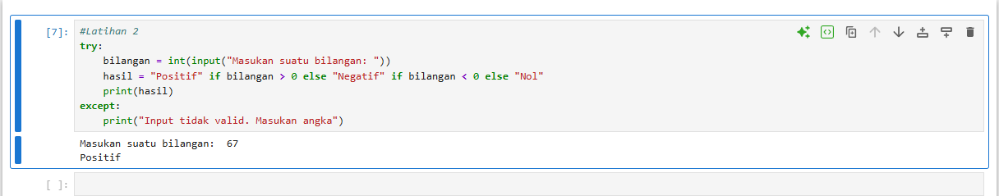 [7]: #Latihan 2
try:
    bilangan = int(input("Masukan suatu bilangan: "))
    hasil = "Positif" if bilangan > 0 else "Negatif" if bilangan < 0 else "Nol"
    print(hasil)
except:
    print("Input tidak valid. Masukan angka")
Masukan suatu bilangan:  67
Positif
[ ]: